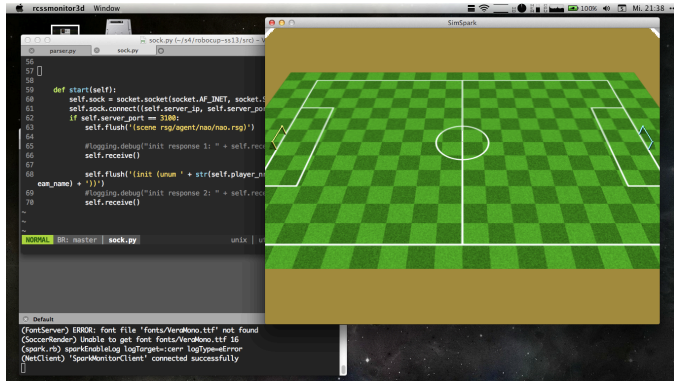 rcssmonitor3d Window
100%
Mi. 21:38
sock.py (~/s4/robocup-ss13/src) - V
parser.py
sock.py
56
57
58
59 def start(self):
60 self.sock = socket.socket(socket.AF_INET, socket.S
61 self.sock.connect((self.server_ip, self.server_por
62 if self.server_port == 3100:
63 self.flush('(scene rsg/agent/nao/nao.rsg)')
64
65 #logging.debug("init response 1: " + self.rece
66 self.receive()
67
68 self.flush('(init (unum ' + str(self.player_nu
eam_name) + '))')
69 #logging.debug("init response 2: " + self.rece
70 self.receive()
~
~
~
NORMAL BR: master sock.py unix
SimSpark
Default
(FontServer) ERROR: font file 'fonts/VeraMono.ttf' not found
(SoccerRender) Unable to get font fonts/VeraMono.ttf 16
(spark.rb) sparkEnableLog logTarget=:cerr logType=eError
(NetClient) 'SparkMonitorClient' connected successfully